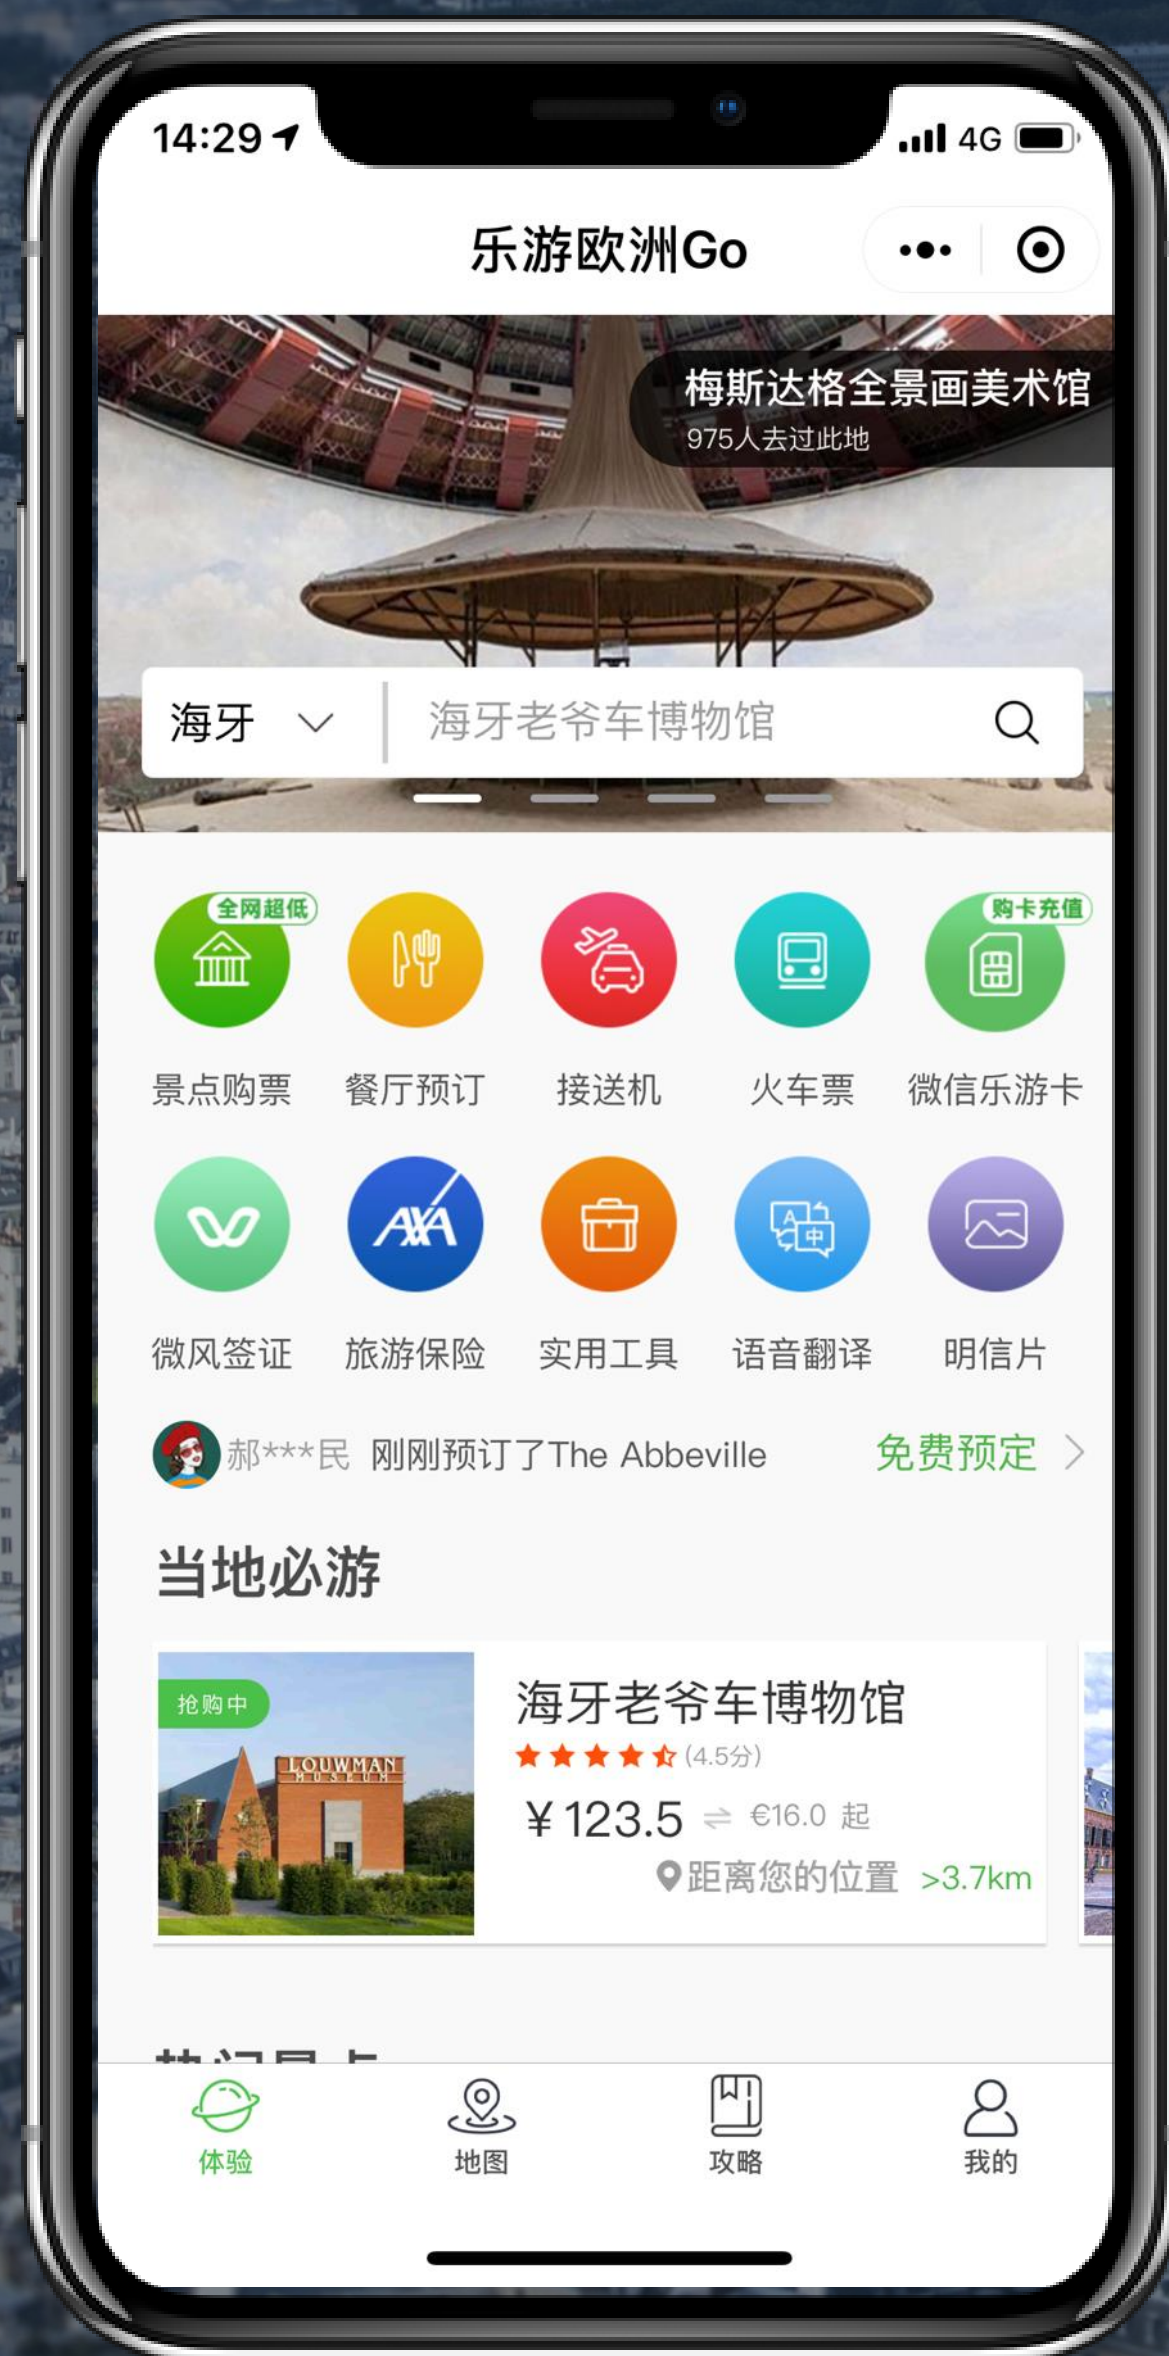 14:29
4G
乐游欧洲Go
梅斯达格全景画美术馆
975人去过此地
海牙
海牙老爷车博物馆
全网超低
购卡充值
景点购票
餐厅预订
接送机
火车票
微信乐游卡
AXA
A
中
微风签证
旅游保险
实用工具
语音翻译
明信片
郝***民 刚刚预订了The Abbeville
免费预定
当地必游
抢购中
LOUWMAN
MUSEUM
海牙老爷车博物馆
(4.5分)
¥123.5 ⇌ €16.0 起
距离您的位置 >3.7km
体验
地图
攻略
我的